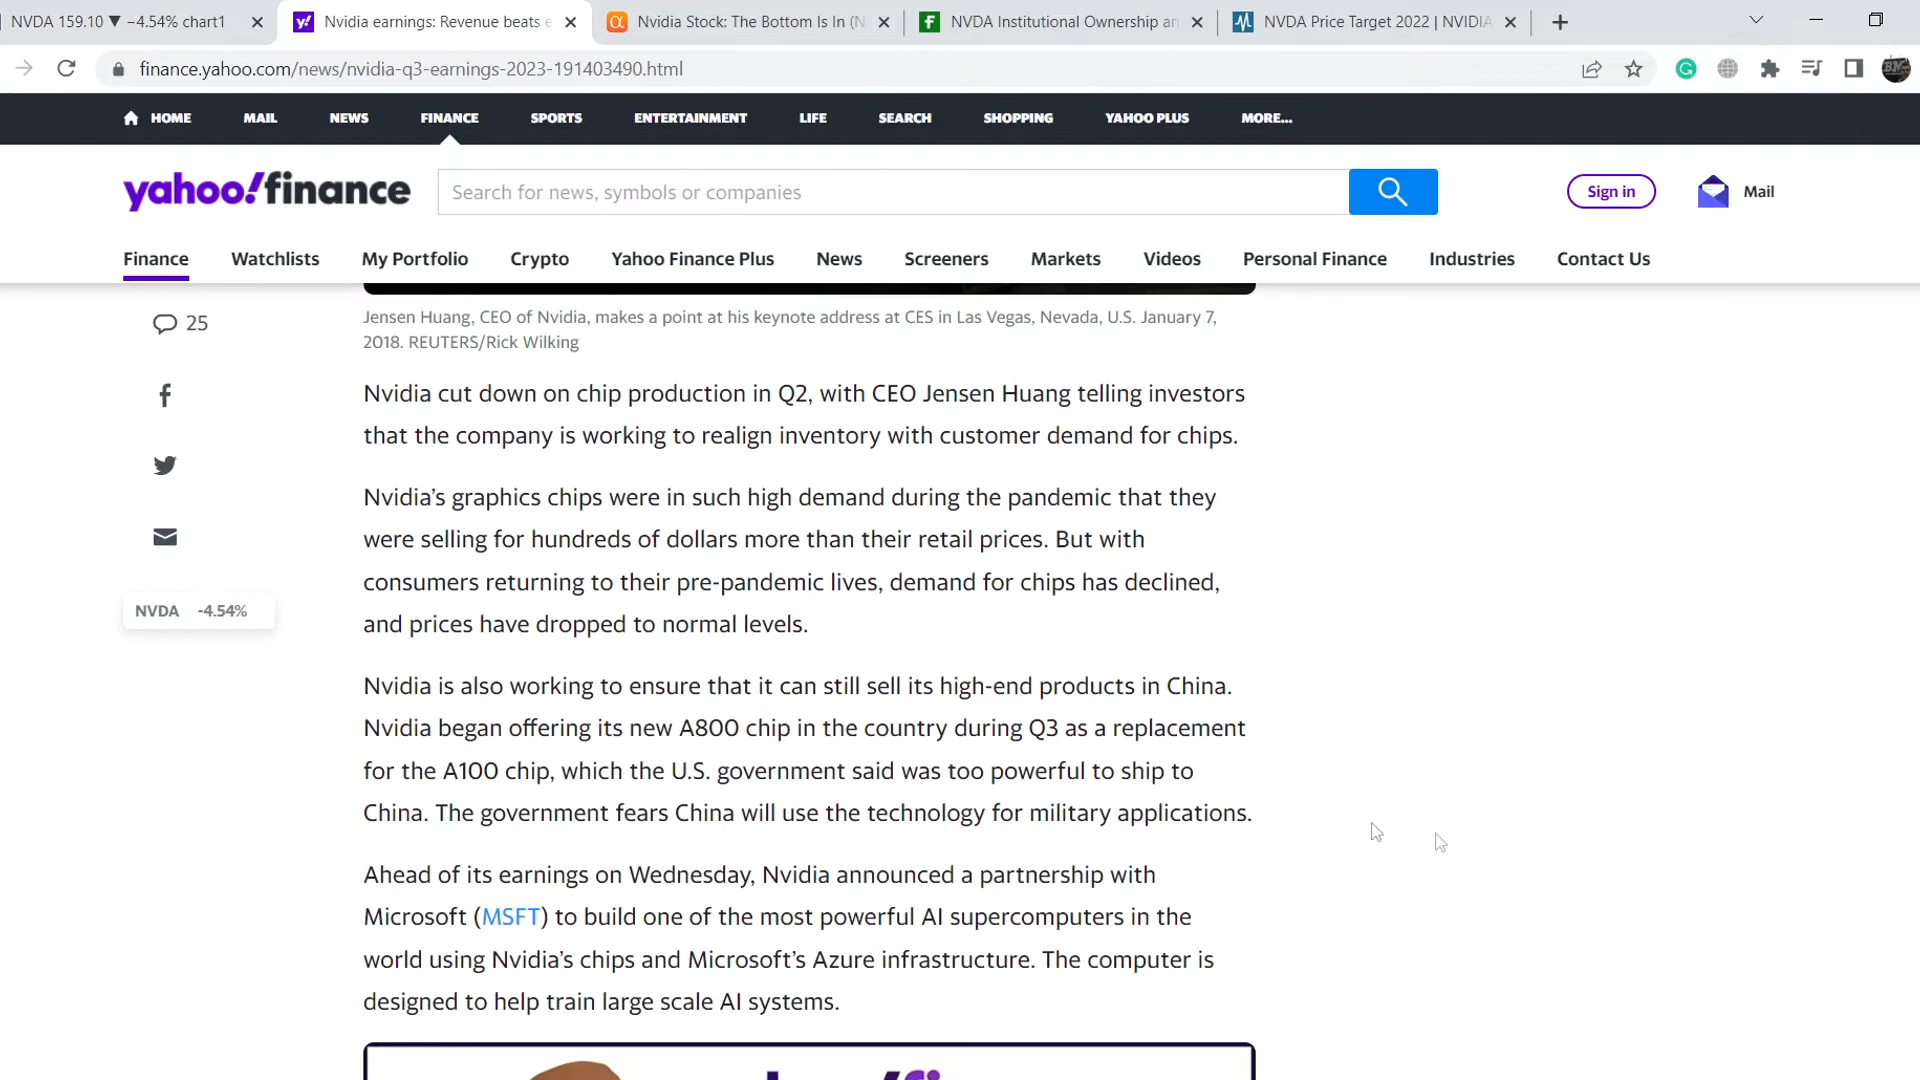 NVDA 159.10 ▼ −4.54% chart1
Nvidia earnings: Revenue beats e
Nvidia Stock: The Bottom Is In (N
NVDA Institutional Ownership an
NVDA Price Target 2022 | NVIDIA
finance.yahoo.com/news/nvidia-q3-earnings-2023-191403490.html
HOME MAIL NEWS FINANCE SPORTS ENTERTAINMENT LIFE SEARCH SHOPPING YAHOO PLUS MORE...
yahoo!finance
Search for news, symbols or companies
Sign in
Mail
Finance Watchlists My Portfolio Crypto Yahoo Finance Plus News Screeners Markets Videos Personal Finance Industries Contact Us
25
NVDA -4.54%
Jensen Huang, CEO of Nvidia, makes a point at his keynote address at CES in Las Vegas, Nevada, U.S. January 7,
2018. REUTERS/Rick Wilking
Nvidia cut down on chip production in Q2, with CEO Jensen Huang telling investors
that the company is working to realign inventory with customer demand for chips.
Nvidia’s graphics chips were in such high demand during the pandemic that they
were selling for hundreds of dollars more than their retail prices. But with
consumers returning to their pre-pandemic lives, demand for chips has declined,
and prices have dropped to normal levels.
Nvidia is also working to ensure that it can still sell its high-end products in China.
Nvidia began offering its new A800 chip in the country during Q3 as a replacement
for the A100 chip, which the U.S. government said was too powerful to ship to
China. The government fears China will use the technology for military applications.
Ahead of its earnings on Wednesday, Nvidia announced a partnership with
Microsoft (MSFT) to build one of the most powerful AI supercomputers in the
world using Nvidia’s chips and Microsoft’s Azure infrastructure. The computer is
designed to help train large scale AI systems.